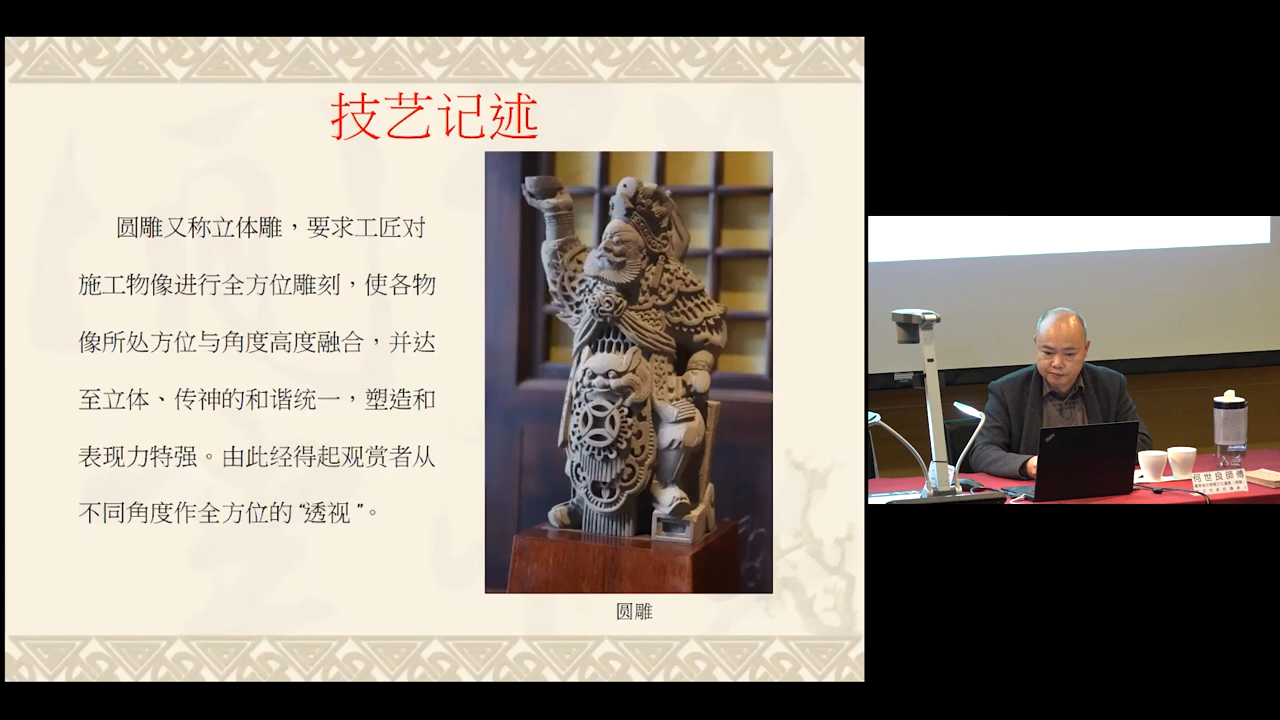 技艺记述
圆雕又称立体雕，要求工匠对
施工物像进行全方位雕刻，使各物
像所处方位与角度高度融合，并达
至立体、传神的和谐统一，塑造和
表现力特强。由此经得起观赏者从
不同角度作全方位的 “透视 ”。
圆雕
何世良師傅